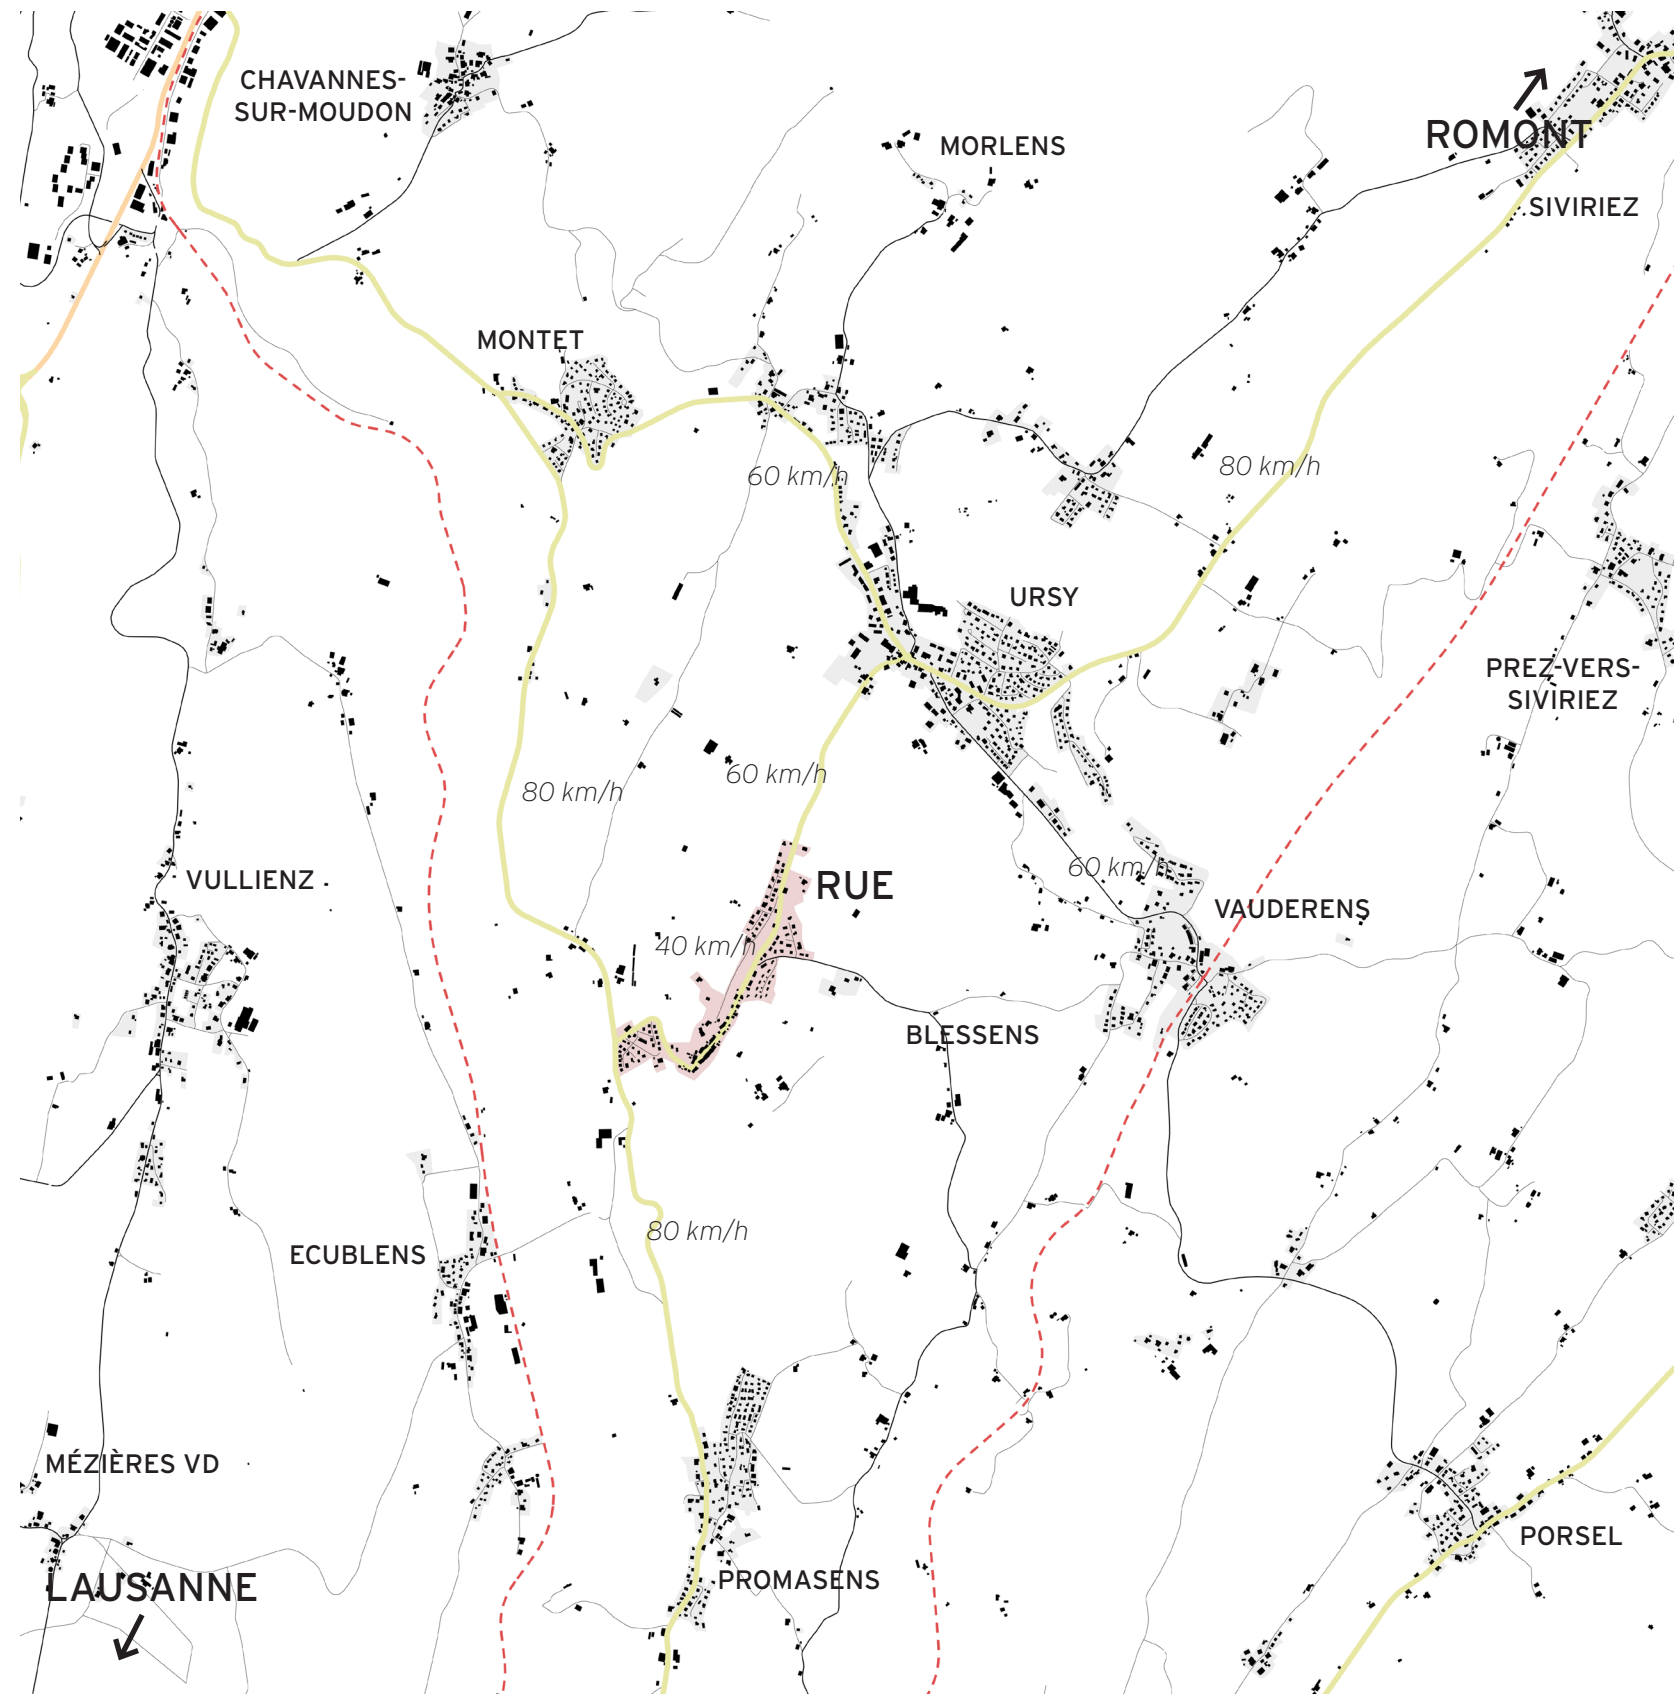 CHAVANNES-
SUR-MOUDON
MORLENS
ROMONT
SIVIRIEZ
MONTET
60 km/h
80 km/h
URSY
PREZ-VERS-
SIVIRIEZ
60 km/h
80 km/h
60 km/h
VULLIENZ
RUE
VAUDERENS
40 km/h
BLESSENS
80 km/h
ECUBLENS
MÉZIÈRES VD
PORSEL
PROMASENS
LAUSANNE